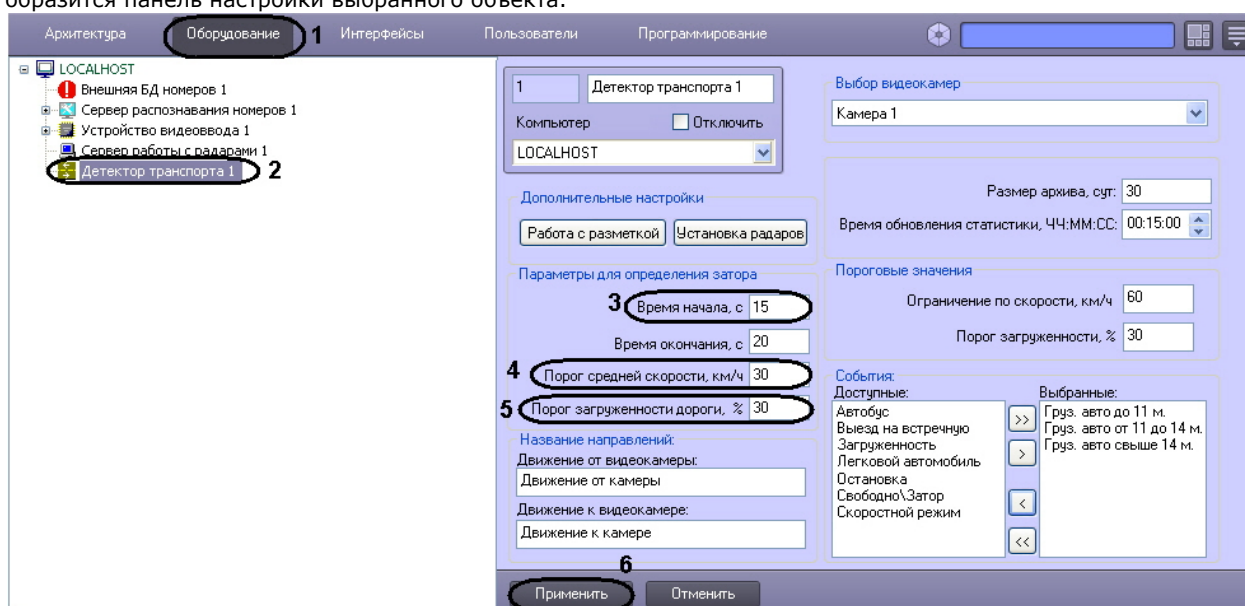 образится панель настройки выбранного объекта.
Архитектура Оборудование 1 Интерфейсы Пользователи Программирование
LOCALHOST
Внешняя БД номеров 1
Сервер распознавания номеров 1
Устройство видеоввода 1
Сервер работы с радарами 1
Детектор транспорта 1 2
1 Детектор транспорта 1
Компьютер Отключить
LOCALHOST
Дополнительные настройки
Работа с разметкой Установка радаров
Параметры для определения затора
3 Время начала, с 15
Время окончания, с 20
4 Порог средней скорости, км/ч 30
5 Порог загруженности дороги, % 30
Название направлений:
Движение от видеокамеры:
Движение от камеры
Движение к видеокамере:
Движение к камере
Выбор видеокамер
Камера 1
Размер архива, сут: 30
Время обновления статистики, ЧЧ:ММ:СС: 00:15:00
Пороговые значения
Ограничение по скорости, км/ч 60
Порог загруженности, % 30
События:
Доступные:
Автобус
Выезд на встречную
Загруженность
Легковой автомобиль
Остановка
Свободно\Затор
Скоростной режим
>>
>
<
<<
Выбранные:
Груз. авто до 11 м.
Груз. авто от 11 до 14 м.
Груз. авто свыше 14 м.
6
Применить Отменить